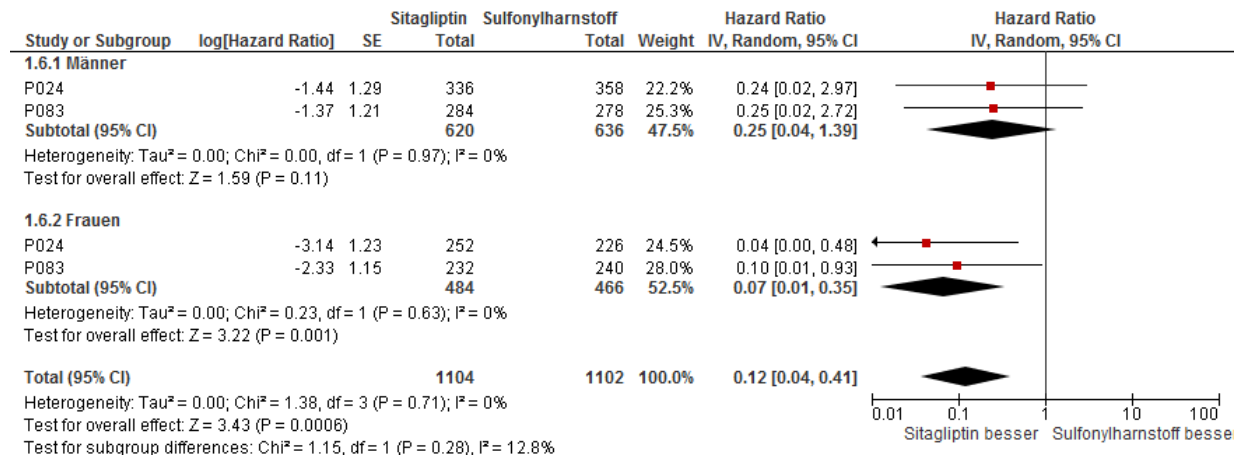 Sitagliptin Sulfonylharnstoff Hazard Ratio Hazard Ratio
Study or Subgroup log[Hazard Ratio] SE Total Total Weight IV, Random, 95% CI IV, Random, 95% CI
1.6.1 Männer
P024 -1.44 1.29 336 358 22.2% 0.24 [0.02, 2.97]
P083 -1.37 1.21 284 278 25.3% 0.25 [0.02, 2.72]
Subtotal (95% CI) 620 636 47.5% 0.25 [0.04, 1.39]
Heterogeneity: Tau² = 0.00; Chi² = 0.00, df = 1 (P = 0.97); I² = 0%
Test for overall effect: Z = 1.59 (P = 0.11)
1.6.2 Frauen
P024 -3.14 1.23 252 226 24.5% 0.04 [0.00, 0.48]
P083 -2.33 1.15 232 240 28.0% 0.10 [0.01, 0.93]
Subtotal (95% CI) 484 466 52.5% 0.07 [0.01, 0.35]
Heterogeneity: Tau² = 0.00; Chi² = 0.23, df = 1 (P = 0.63); I² = 0%
Test for overall effect: Z = 3.22 (P = 0.001)
Total (95% CI) 1104 1102 100.0% 0.12 [0.04, 0.41]
Heterogeneity: Tau² = 0.00; Chi² = 1.38, df = 3 (P = 0.71); I² = 0%
Test for overall effect: Z = 3.43 (P = 0.0006)
Test for subgroup differences: Chi² = 1.15, df = 1 (P = 0.28), I² = 12.8%
0.01 0.1 1 10 100
Sitagliptin besser Sulfonylharnstoff besser